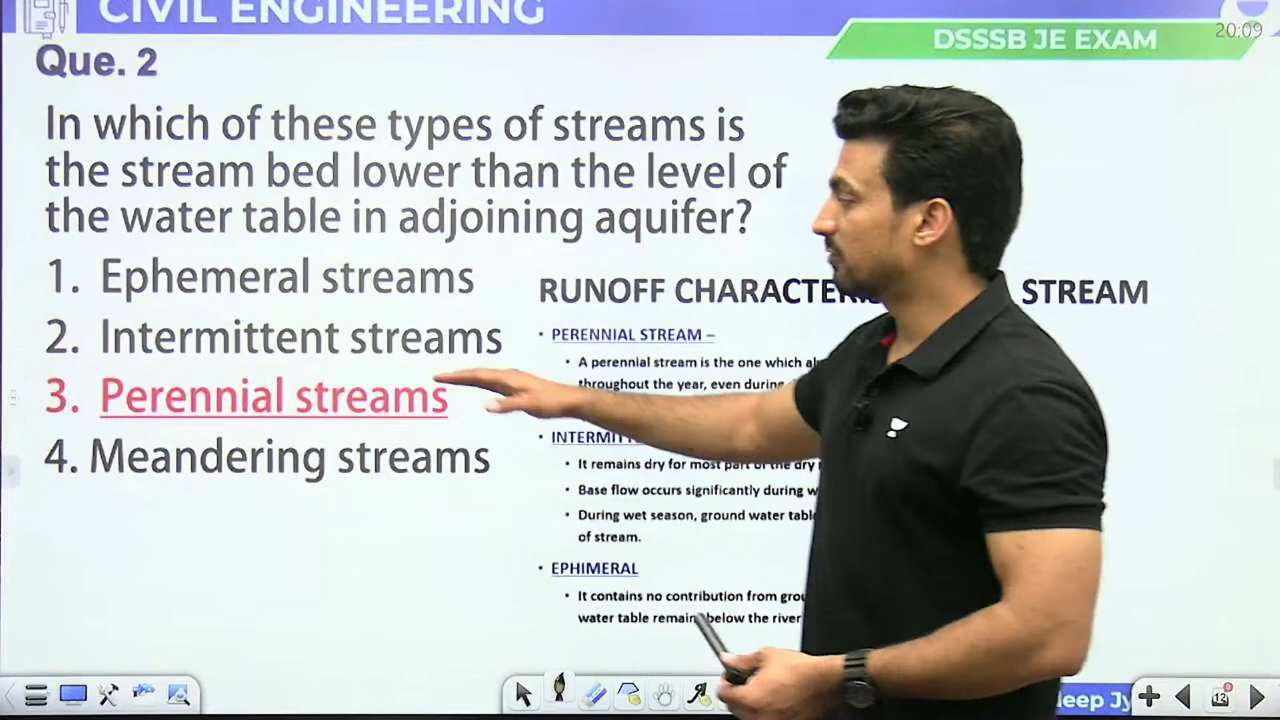 CIVIL ENGINEERING
DSSSB JE EXAM
20:09
Que. 2
In which of these types of streams is
the stream bed lower than the level of
the water table in adjoining aquifer?
1. Ephemeral streams
2. Intermittent streams
3. Perennial streams
4. Meandering streams
RUNOFF STREAM
• PERENNIAL STREAM –
• A perennial stream is the one which
throughout the year, even during
•
• It remains dry for most part of the dry
• Base flow occurs significantly during
• During wet season, ground water
of stream.
• EPHIMERAL
• It contains no contribution from
water table remain below the river
12